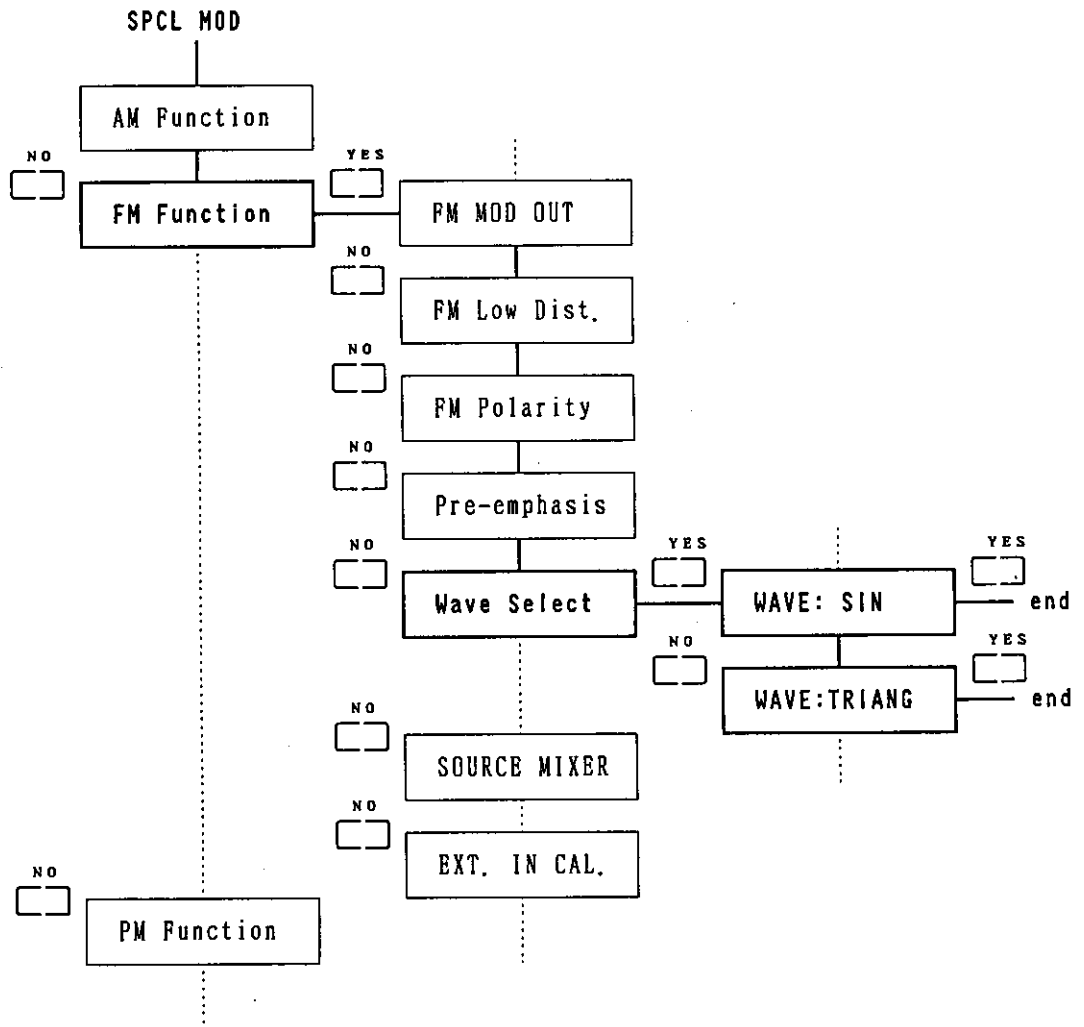 SPCL MOD
AM Function
NO
YES
FM Function
FM MOD OUT
NO
FM Low Dist.
NO
FM Polarity
NO
Pre-emphasis
NO
YES
YES
Wave Select
WAVE: SIN
end
NO
YES
WAVE:TRIANG
end
NO
SOURCE MIXER
NO
EXT. IN CAL.
NO
PM Function